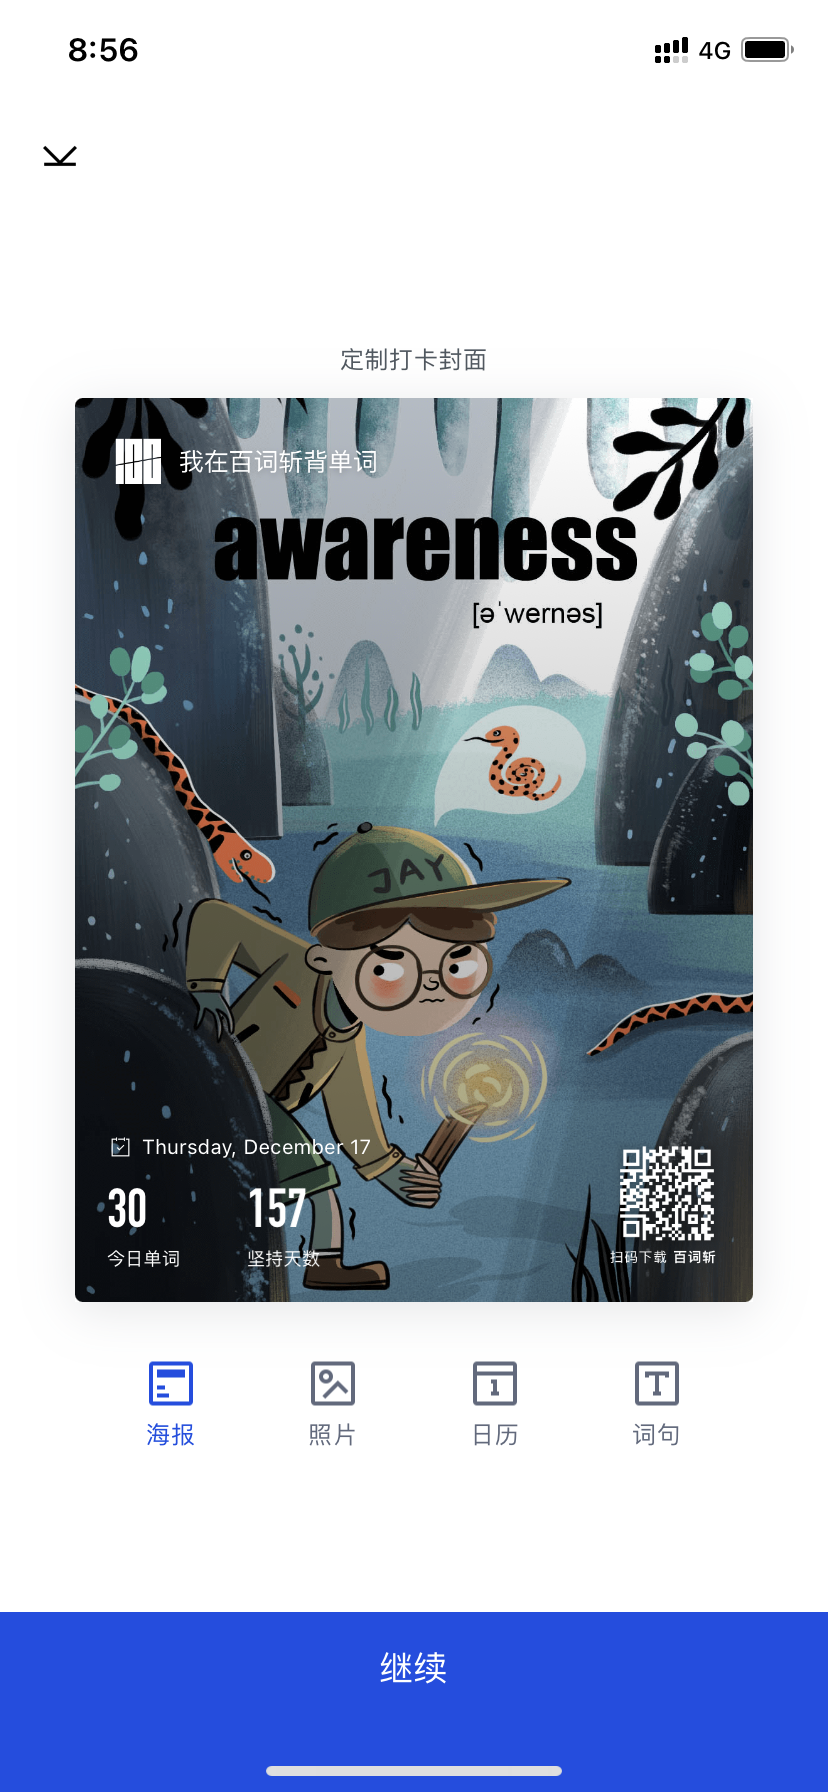 8:56
4G
定制打卡封面
我在百词斩背单词
awareness
[əˈwernəs]
JAY
Thursday, December 17
30
157
今日单词
坚持天数
扫码下载 百词斩
1
T
海报
照片
日历
词句
继续